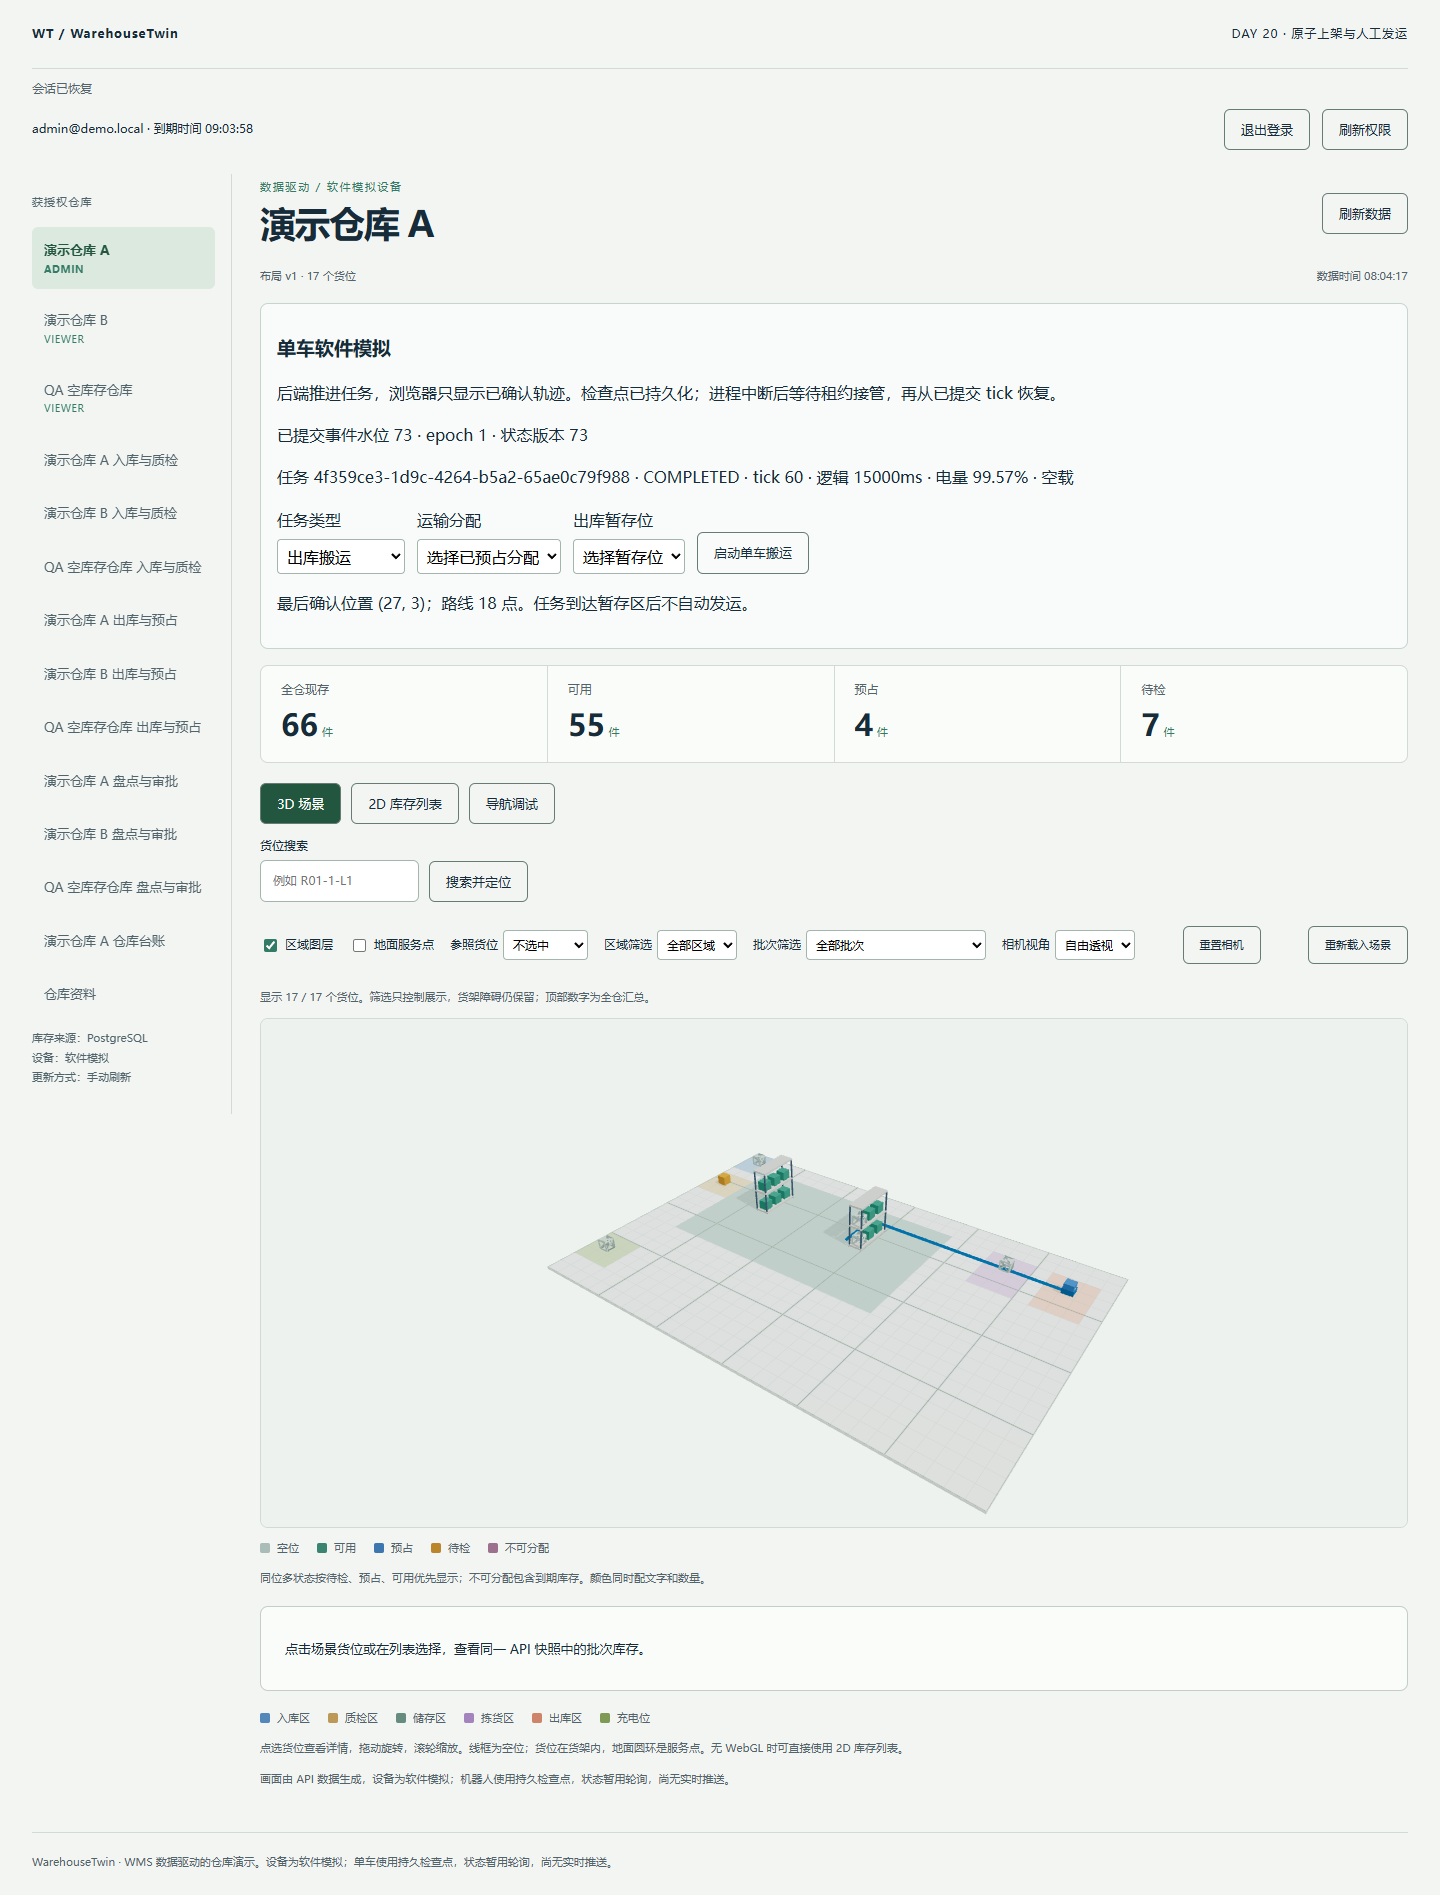 WT / WarehouseTwin
DAY 20 · 原子上架与人工发运
会话已恢复
admin@demo.local · 到期时间 09:03:58
退出登录
刷新权限
获授权仓库
演示仓库 A
ADMIN
演示仓库 B
VIEWER
QA 空库存仓库
VIEWER
演示仓库 A 入库与质检
演示仓库 B 入库与质检
QA 空库存仓库 入库与质检
演示仓库 A 出库与预占
演示仓库 B 出库与预占
QA 空库存仓库 出库与预占
演示仓库 A 盘点与审批
演示仓库 B 盘点与审批
QA 空库存仓库 盘点与审批
演示仓库 A 仓库台账
仓库资料
库存来源：PostgreSQL
设备：软件模拟
更新方式：手动刷新
数据驱动 / 软件模拟设备
演示仓库 A
刷新数据
布局 v1 · 17 个货位
数据时间 08:04:17
单车软件模拟
后端推进任务，浏览器只显示已确认轨迹。检查点已持久化；进程中断后等待租约接管，再从已提交 tick 恢复。
已提交事件水位 73 · epoch 1 · 状态版本 73
任务 4f359ce3-1d9c-4264-b5a2-65ae0c79f988 · COMPLETED · tick 60 · 逻辑 15000ms · 电量 99.57% · 空载
任务类型
运输分配
出库暂存位
出库搬运
选择已预占分配
选择暂存位
启动单车搬运
最后确认位置 (27, 3)；路线 18 点。任务到达暂存区后不自动发运。
全仓现存
66 件
可用
55 件
预占
4 件
待检
7 件
3D 场景
2D 库存列表
导航调试
货位搜索
例如 R01-1-L1
搜索并定位
区域图层
地面服务点
参照货位
不选中
区域筛选
全部区域
批次筛选
全部批次
相机视角
自由透视
重置相机
重新载入场景
显示 17 / 17 个货位。筛选只控制展示，货架障碍仍保留；顶部数字为全仓汇总。
空位
可用
预占
待检
不可分配
同位多状态按待检、预占、可用优先显示；不可分配包含到期库存。颜色同时配文字和数量。
点击场景货位或在列表选择，查看同一 API 快照中的批次库存。
入库区
质检区
储存区
拣货区
出库区
充电位
点选货位查看详情，拖动旋转，滚轮缩放。线框为空位；货位在货架内，地面圆环是服务点。无 WebGL 时可直接使用 2D 库存列表。
画面由 API 数据生成，设备为软件模拟；机器人使用持久检查点，状态暂用轮询，尚无实时推送。
WarehouseTwin · WMS 数据驱动的仓库演示。设备为软件模拟；单车使用持久检查点，状态暂用轮询，尚无实时推送。